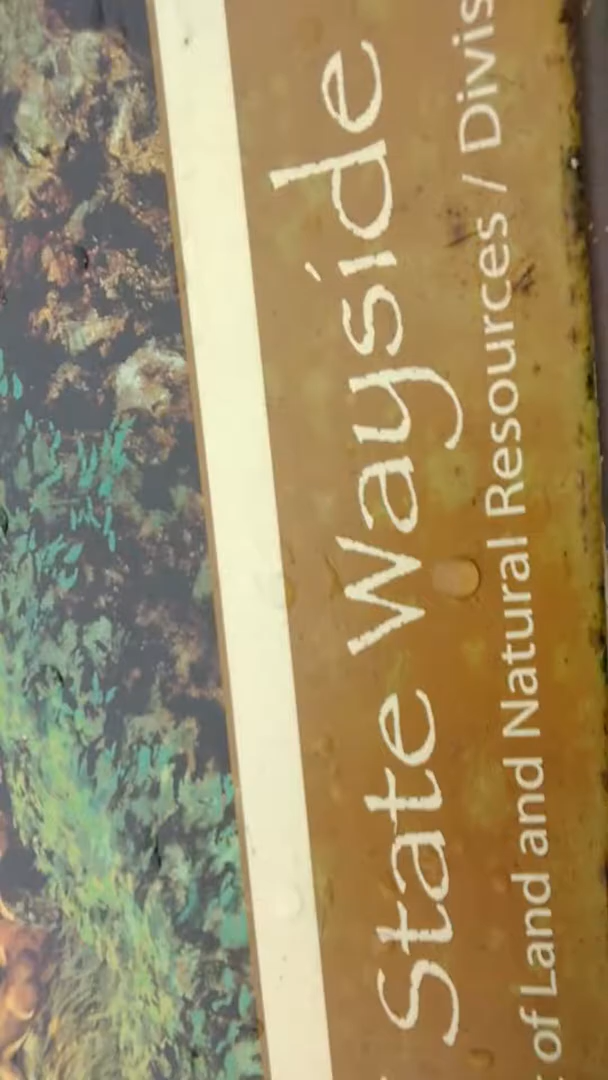 State Wayside
of Land and Natural Resources / Divis